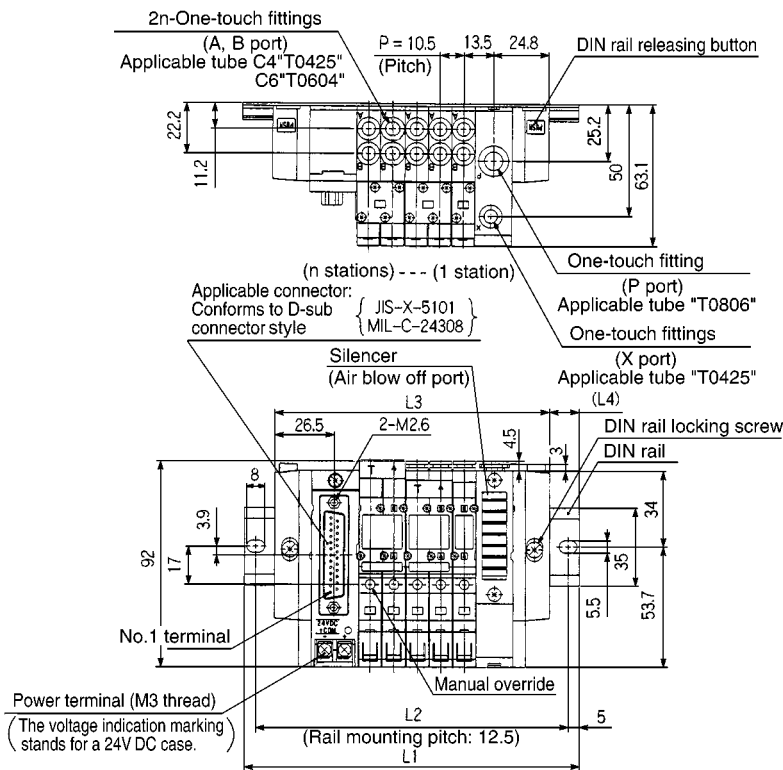 2n-One-touch fittings
(A, B port)
Applicable tube C4"T0425"
C6"T0604"
P = 10.5
(Pitch)
13.5
24.8
DIN rail releasing button
22.2
11.2
PUSH
PUSH
A A A A A
B B B B B
P
X
25.2
50
63.1
(n stations) --- (1 station)
One-touch fitting
(P port)
Applicable tube "T0806"
One-touch fittings
(X port)
Applicable tube "T0425"
Applicable connector:
Conforms to D-sub
connector style
JIS-X-5101
MIL-C-24308
Silencer
(Air blow off port)
L3
(L4)
26.5
2-M2.6
4.5
3
DIN rail locking screw
DIN rail
8
3.9
92
17
34
35
5.5
53.7
No.1 terminal
24VDC
Manual override
Power terminal (M3 thread)
(The voltage indication marking
stands for a 24V DC case.)
L2
5
(Rail mounting pitch: 12.5)
L1